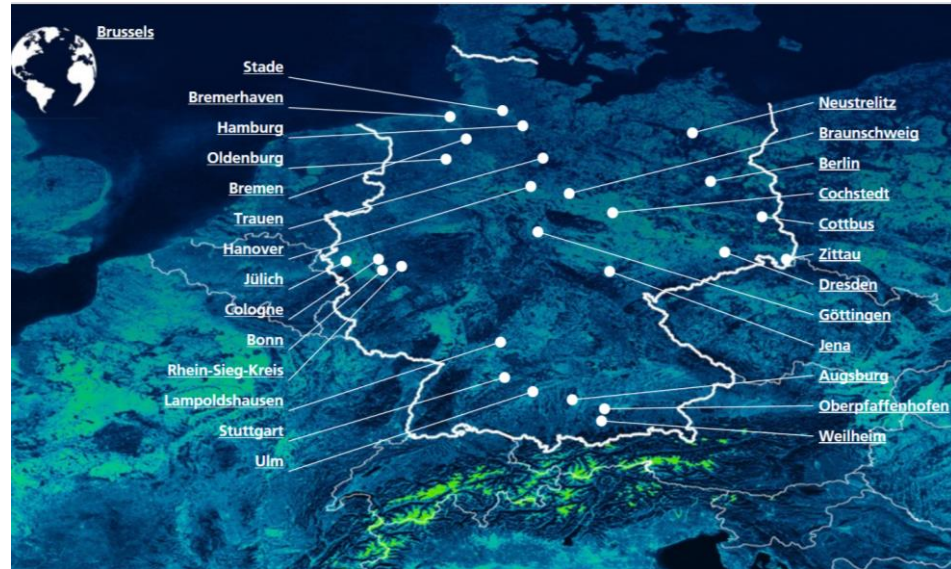 Brussels
Stade
Bremerhaven
Hamburg
Oldenburg
Bremen
Trauen
Hanover
Jülich
Cologne
Bonn
Rhein-Sieg-Kreis
Lampoldshausen
Stuttgart
Ulm
Neustrelitz
Braunschweig
Berlin
Cochstedt
Cottbus
Zittau
Dresden
Göttingen
Jena
Augsburg
Oberpfaffenhofen
Weilheim